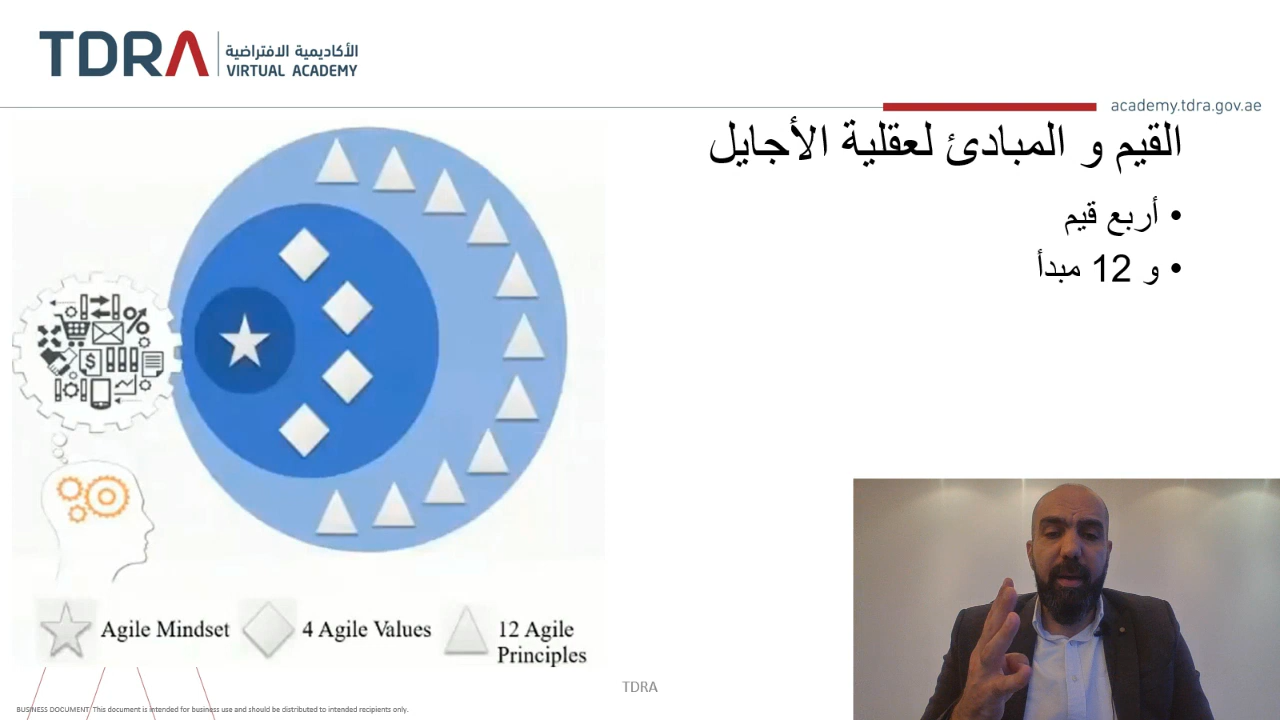 TDRA
الأكاديمية الافتراضية
VIRTUAL ACADEMY
academy.tdra.gov.ae
القيم و المبادئ لعقلية الأجايل
• أربع قيم
• و 12 مبدأ
Agile Mindset
4 Agile Values
12 Agile
Principles
TDRA
BUSINESS DOCUMENT. This document is intended for business use and should be distributed to intended recipients only.